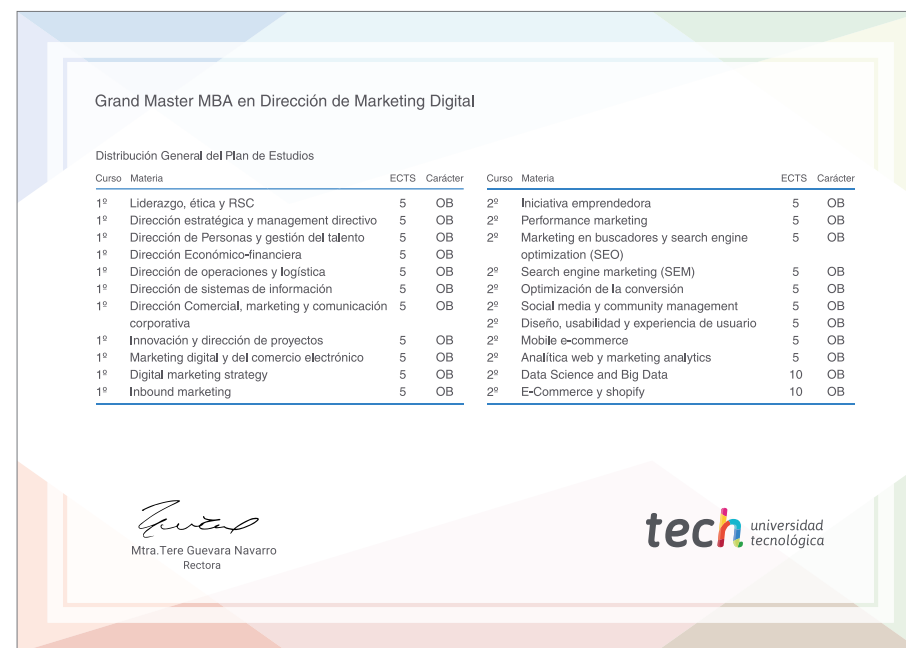 Grand Master MBA en Dirección de Marketing Digital
Distribución General del Plan de Estudios
Curso Materia ECTS Carácter
1º Liderazgo, ética y RSC 5 OB
1º Dirección estratégica y management directivo 5 OB
1º Dirección de Personas y gestión del talento 5 OB
1º Dirección Económico-financiera 5 OB
1º Dirección de operaciones y logística 5 OB
1º Dirección de sistemas de información 5 OB
1º Dirección Comercial, marketing y comunicación 5 OB
corporativa
1º Innovación y dirección de proyectos 5 OB
1º Marketing digital y del comercio electrónico 5 OB
1º Digital marketing strategy 5 OB
1º Inbound marketing 5 OB
Curso Materia ECTS Carácter
2º Iniciativa emprendedora 5 OB
2º Performance marketing 5 OB
2º Marketing en buscadores y search engine 5 OB
optimization (SEO)
2º Search engine marketing (SEM) 5 OB
2º Optimización de la conversión 5 OB
2º Social media y community management 5 OB
2º Diseño, usabilidad y experiencia de usuario 5 OB
2º Mobile e-commerce 5 OB
2º Analítica web y marketing analytics 5 OB
2º Data Science and Big Data 10 OB
2º E-Commerce y shopify 10 OB
Mtra.Tere Guevara Navarro
Rectora
tech universidad
tecnológica